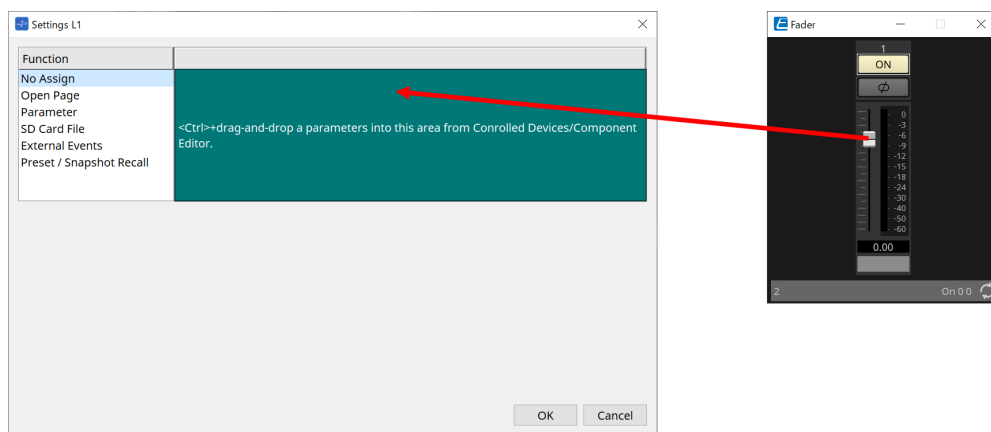 Settings L1
Function
No Assign
Open Page
Parameter
SD Card File
External Events
Preset / Snapshot Recall
<Ctrl>+drag-and-drop a parameters into this area from Conrolled Devices/Component
Editor.
OK
Cancel
Fader
1
ON
0
-3
-6
-9
-12
-15
-18
-24
-30
-40
-50
-60
0.00
2
On 0 0